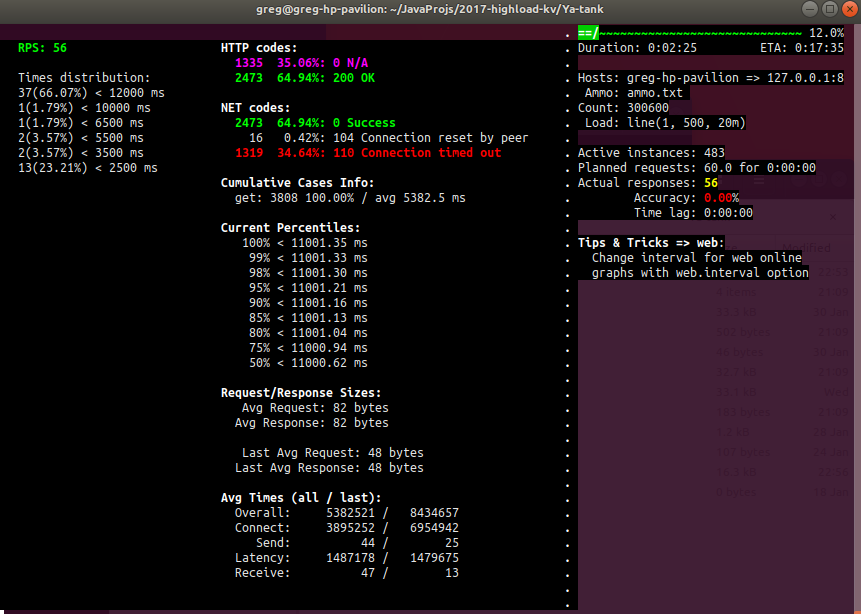 greg@greg-hp-pavilion: ~/JavaProjs/2017-highload-kv/Ya-tank
RPS: 56
Times distribution:
37(66.07%) < 12000 ms
1(1.79%) < 10000 ms
1(1.79%) < 6500 ms
2(3.57%) < 5500 ms
2(3.57%) < 3500 ms
13(23.21%) < 2500 ms
HTTP codes:
1335 35.06%: 0 N/A
2473 64.94%: 200 OK
NET codes:
2473 64.94%: 0 Success
16 0.42%: 104 Connection reset by peer
1319 34.64%: 110 Connection timed out
Cumulative Cases Info:
get: 3808 100.00% / avg 5382.5 ms
Current Percentiles:
100% < 11001.35 ms
99% < 11001.33 ms
98% < 11001.30 ms
95% < 11001.21 ms
90% < 11001.16 ms
85% < 11001.13 ms
80% < 11001.04 ms
75% < 11000.94 ms
50% < 11000.62 ms
Request/Response Sizes:
Avg Request: 82 bytes
Avg Response: 82 bytes
Last Avg Request: 48 bytes
Last Avg Response: 48 bytes
Avg Times (all / last):
Overall: 5382521 / 8434657
Connect: 3895252 / 6954942
Send: 44 / 25
Latency: 1487178 / 1479675
Receive: 47 / 13
==/~~~~~~~~~~~~~~~~~~~~~~~~~~~~~ 12.0%
Duration: 0:02:25 ETA: 0:17:35
Hosts: greg-hp-pavilion => 127.0.0.1:8
Ammo: ammo.txt
Count: 300600
Load: line(1, 500, 20m)
Active instances: 483
Planned requests: 60.0 for 0:00:00
Actual responses: 56
Accuracy: 0.00%
Time lag: 0:00:00
Tips & Tricks => web:
Change interval for web online
graphs with web.interval option